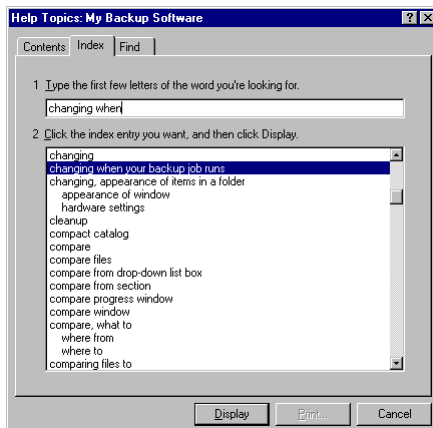 Help Topics: My Backup Software
Contents Index Find
1 Type the first few letters of the word you're looking for.
changing when
2 Click the index entry you want, and then click Display.
changing
changing when your backup job runs
changing, appearance of items in a folder
appearance of window
hardware settings
cleanup
compact catalog
compare
compare files
compare from drop-down list box
compare from section
compare progress window
compare window
compare, what to
where from
where to
comparing files to
Display Print... Cancel